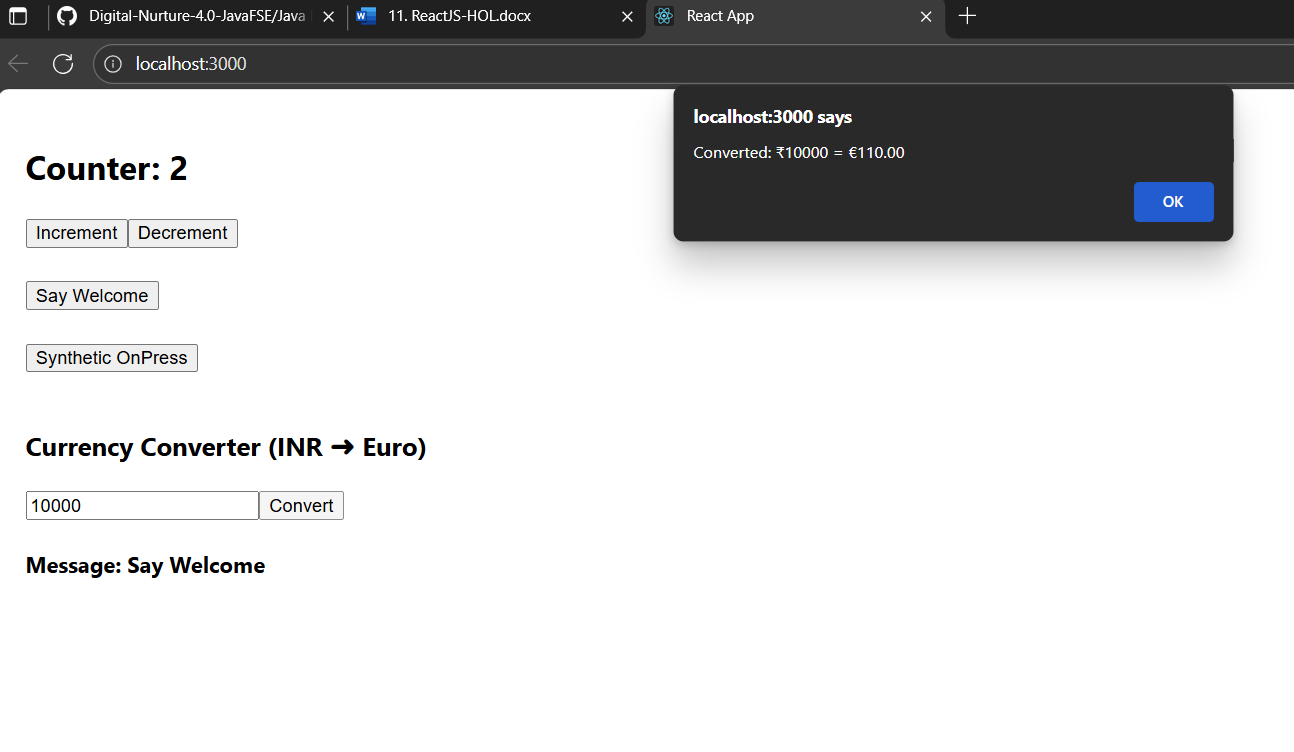 Digital-Nurture-4.0-JavaFSE/Java
11. ReactJS-HOL.docx
React App
localhost:3000
localhost:3000 says
Converted: ₹10000 = €110.00
OK
Counter: 2
Increment Decrement
Say Welcome
Synthetic OnPress
Currency Converter (INR ➜ Euro)
10000 Convert
Message: Say Welcome